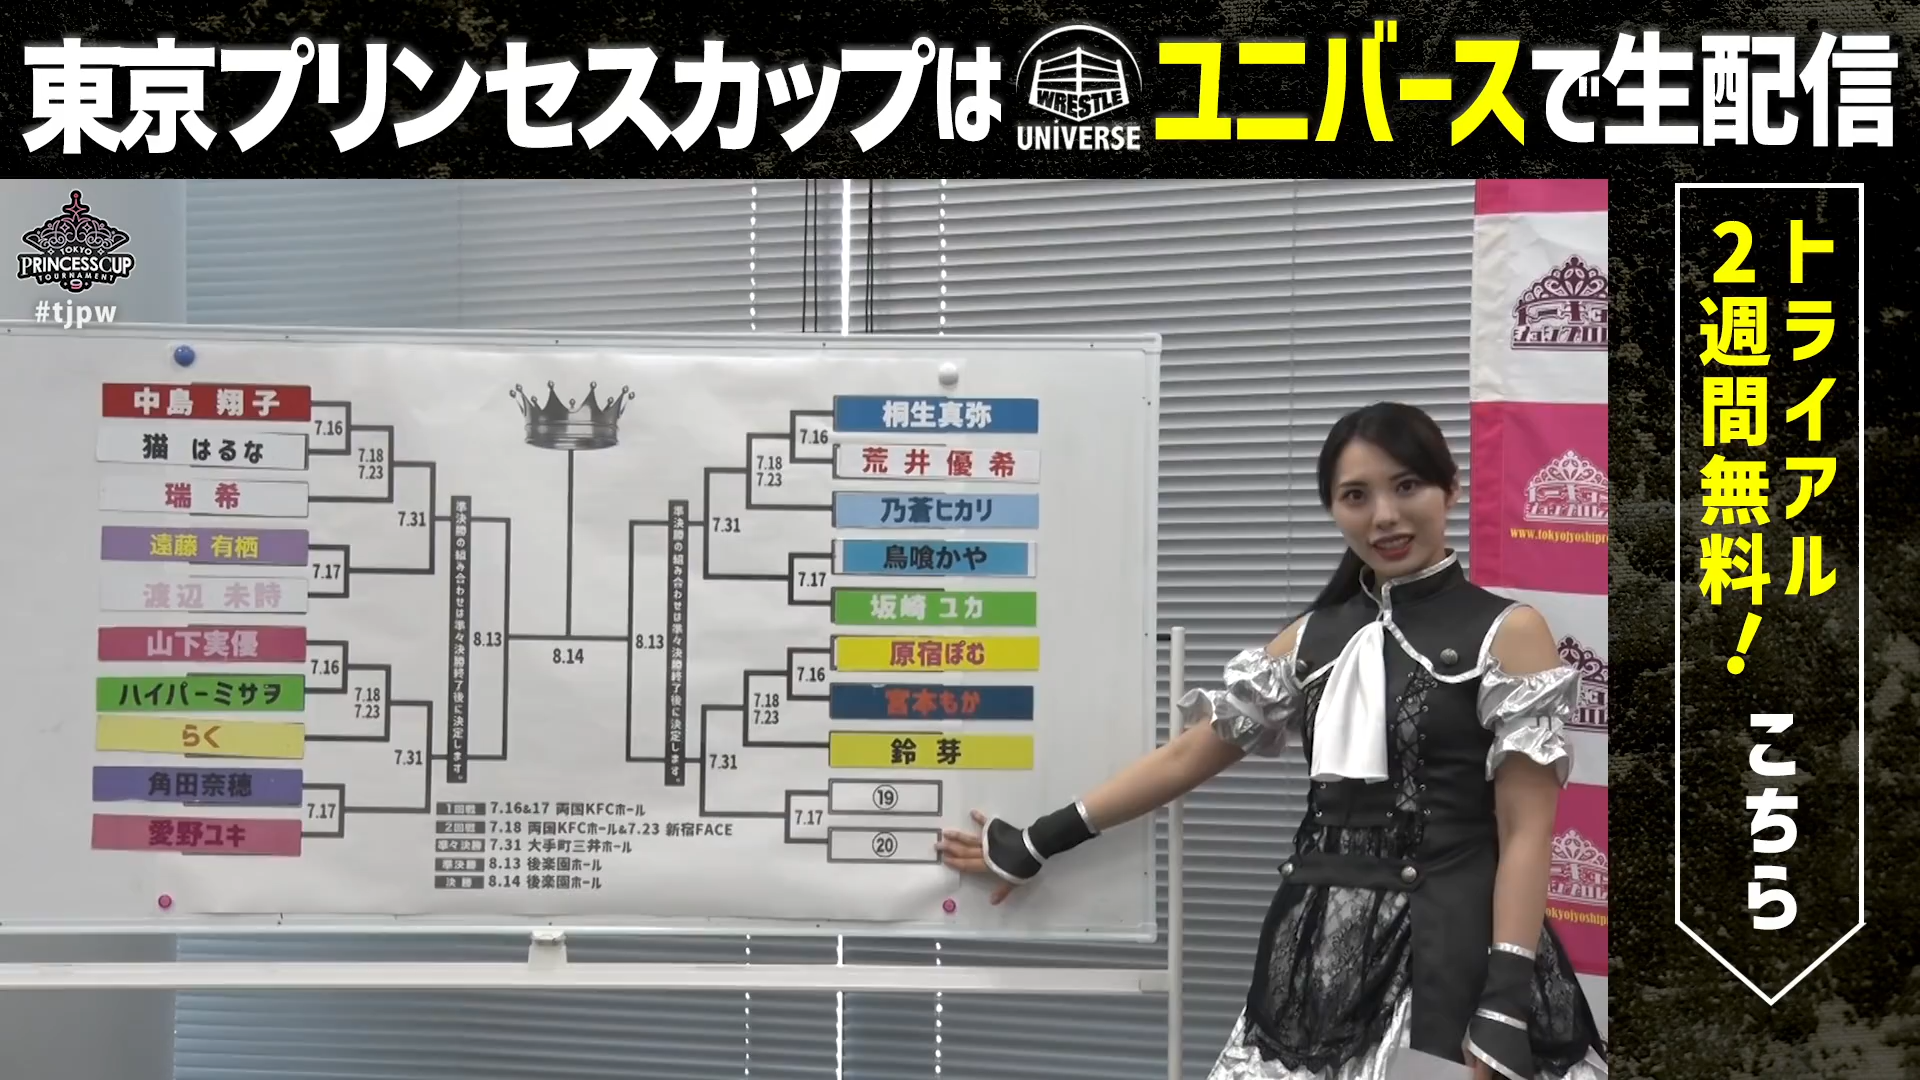 東京プリンセスカップは
WRESTLE
UNIVERSE
ユニバースで生配信
TOKYO
PRINCESSCUP
TOURNAMENT
9
#tjpw
トライアル
2週間無料!
こちら
中島 翔子
猫 はるな
瑞 希
遠藤 有栖
渡辺 未詩
山下実優
ハイパーミサヲ
らく
角田奈穂
愛野ユキ
7.16
7.18
7.23
7.31
7.17
7.16
7.18
7.23
7.31
7.17
準決勝の組み合わせは準々決勝終了後に決定します。
8.13
8.14
8.13
準決勝の組み合わせは準々決勝終了後に決定します。
7.16
7.18
7.23
7.31
7.17
7.16
7.18
7.23
7.31
7.17
桐生真弥
荒井優希
乃蒼ヒカリ
鳥喰かや
坂崎 ユカ
原宿ぽむ
宮本もか
鈴 芽
⑲
⑳
1回戦 7.16&17 両国KFCホール
2回戦 7.18 両国KFCホール&7.23 新宿FACE
準々決勝 7.31 大手町三井ホール
準決勝 8.13 後楽園ホール
決勝 8.14 後楽園ホール
www.tokyojyoshipro